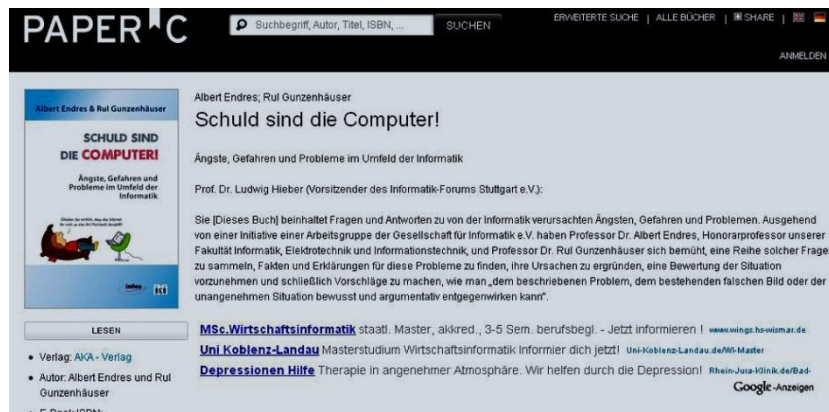 PAPER C
Suchbegriff, Autor, Titel, ISBN, ...
SUCHEN
ERWEITERTE SUCHE | ALLE BÜCHER | SHARE |
ANMELDEN
Albert Endres & Rul Gunzenhäuser
SCHULD SIND
DIE COMPUTER!
Ängste, Gefahren und
Probleme im Umfeld der
Informatik
LESEN
• Verlag: AKA - Verlag
• Autor: Albert Endres und Rul
Gunzenhäuser
• E-Book ISBN:
Albert Endres; Rul Gunzenhäuser
Schuld sind die Computer!
Ängste, Gefahren und Probleme im Umfeld der Informatik
Prof. Dr. Ludwig Hieber (Vorsitzender des Informatik-Forums Stuttgart e.V.):
Sie [Dieses Buch] beinhaltet Fragen und Antworten zu von der Informatik verursachten Ängsten, Gefahren und Problemen. Ausgehend
von einer Initiative einer Arbeitsgruppe der Gesellschaft für Informatik e.V. haben Professor Dr. Albert Endres, Honorarprofessor unserer
Fakultät Informatik, Elektrotechnik und Informationstechnik, und Professor Dr. Rul Gunzenhäuser sich bemüht, eine Reihe solcher Frage
zu sammeln, Fakten und Erklärungen für diese Probleme zu finden, ihre Ursachen zu ergründen, eine Bewertung der Situation
vorzunehmen und schließlich Vorschläge zu machen, wie man „dem beschriebenen Problem, dem bestehenden falschen Bild oder der
unangenehmen Situation bewusst und argumentativ entgegenwirken kann“.
MSc.Wirtschaftsinformatik staatl. Master, akkred., 3-5 Sem. berufsbegl. - Jetzt informieren ! www.wings.hs-wismar.de
Uni Koblenz-Landau Masterstudium Wirtschaftsinformatik Informier dich jetzt! Uni-Koblenz-Landau.de/WI-Master
Depressionen Hilfe Therapie in angenehmer Atmosphäre. Wir helfen durch die Depression! Rhein-Jura-Klinik.de/Bad-
Google-Anzeigen